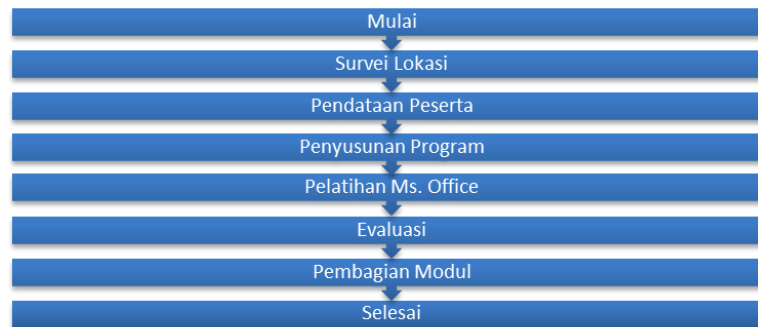 Mulai
Survei Lokasi
Pendataan Peserta
Penyusunan Program
Pelatihan Ms. Office
Evaluasi
Pembagian Modul
Selesai